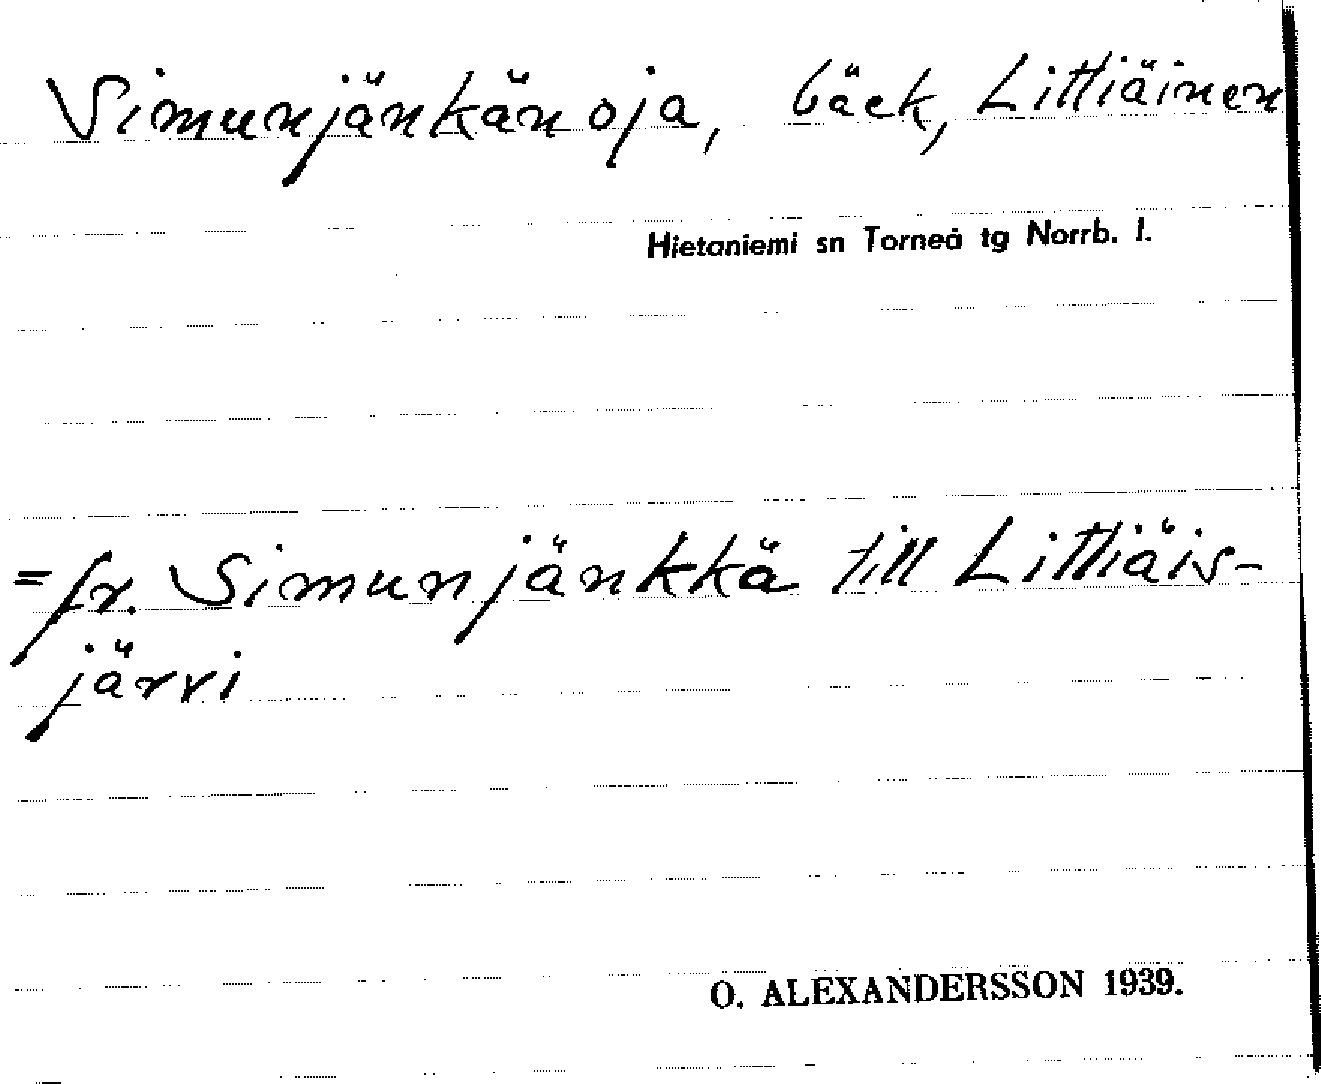 Simunjänkänoja, bäck, Littiäinen
Hietaniemi sn Torneå tg Norrb. l.
= fr. Simunjänkkä till Littiäis-
järvi
O. ALEXANDERSSON 1939.